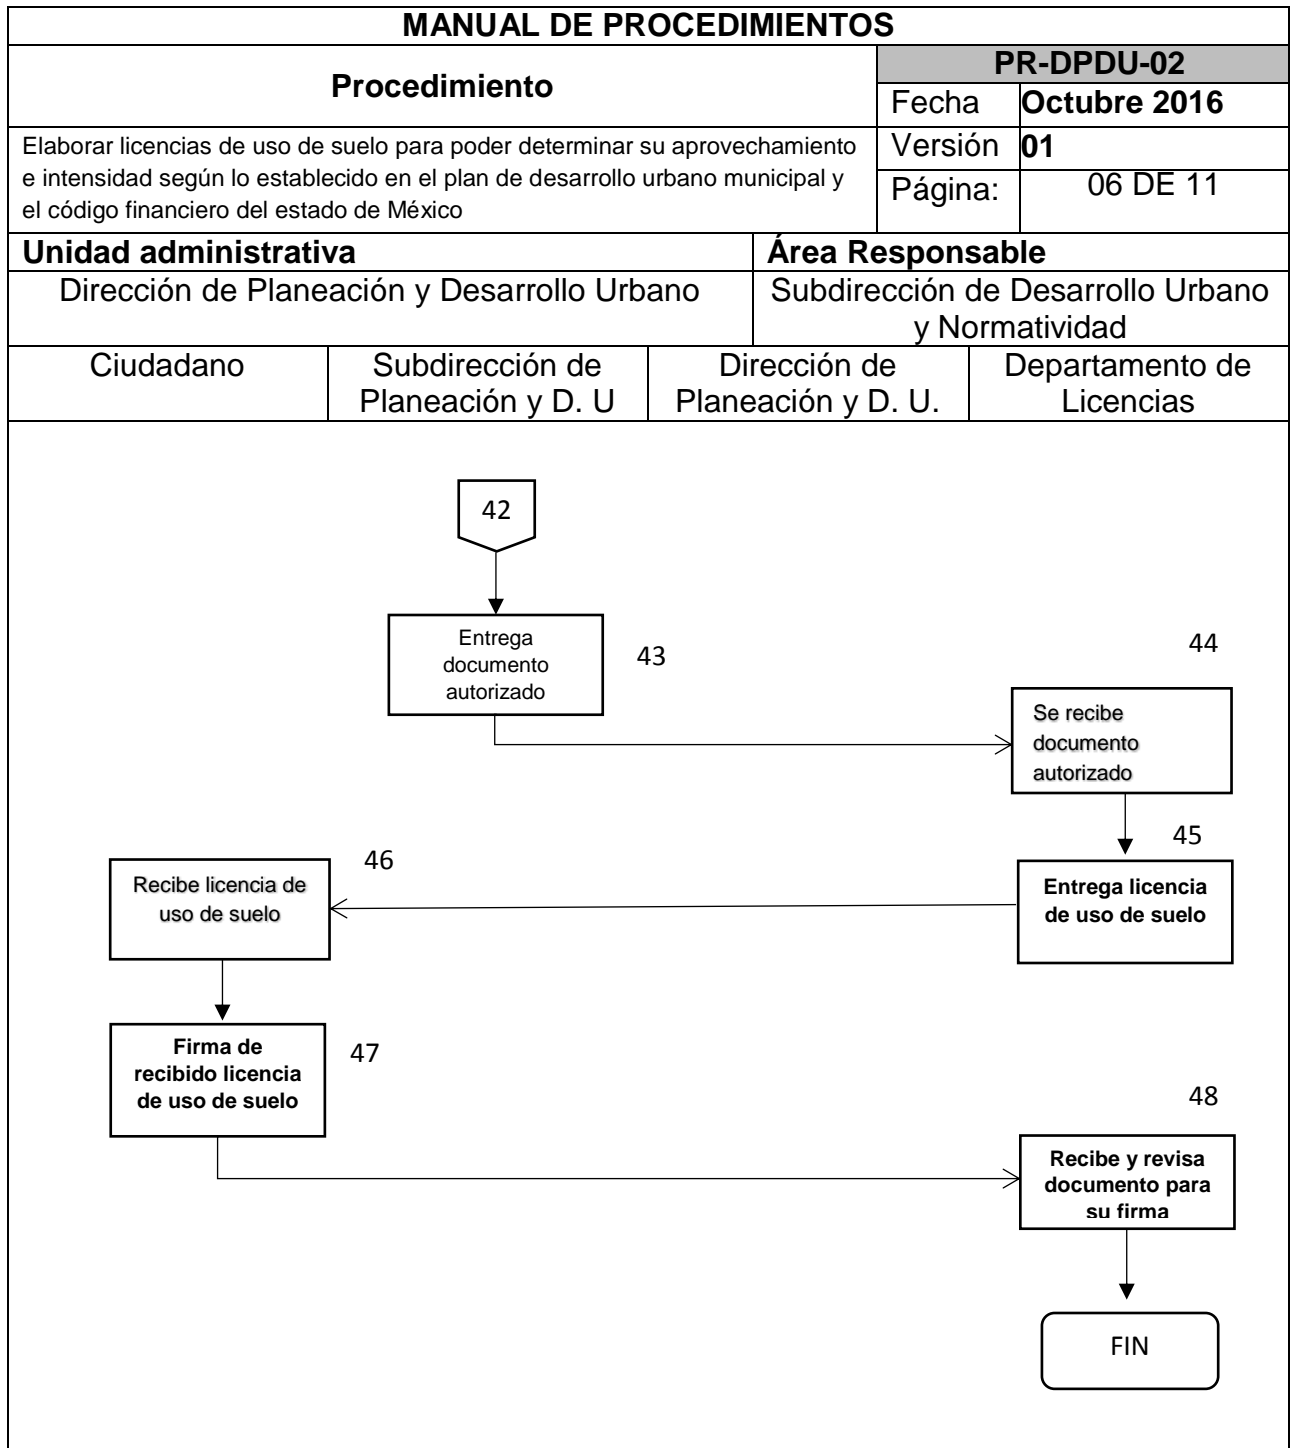 MANUAL DE PROCEDIMIENTOS
Procedimiento
PR-DPDU-02
Fecha
Octubre 2016
Elaborar licencias de uso de suelo para poder determinar su aprovechamiento
e intensidad según lo establecido en el plan de desarrollo urbano municipal y
el código financiero del estado de México
Versión
01
Página:
06 DE 11
Unidad administrativa
Área Responsable
Dirección de Planeación y Desarrollo Urbano
Subdirección de Desarrollo Urbano
y Normatividad
Ciudadano
Subdirección de
Planeación y D. U
Dirección de
Planeación y D. U.
Departamento de
Licencias
42
Entrega
documento
autorizado
43
44
Se recibe
documento
autorizado
45
Entrega licencia
de uso de suelo
46
Recibe licencia de
uso de suelo
Firma de
recibido licencia
de uso de suelo
47
48
Recibe y revisa
documento para
su firma
FIN